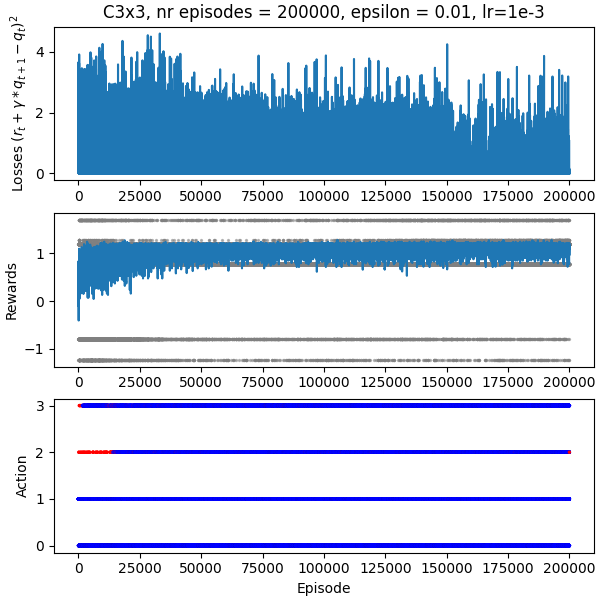 C3x3, nr episodes = 200000, epsilon = 0.01, lr=1e-3
Losses $(r_t + \gamma * q_{t+1} - q_t)^2$
4
2
0
0 25000 50000 75000 100000 125000 150000 175000 200000
Rewards
1
0
−1
0 25000 50000 75000 100000 125000 150000 175000 200000
Action
3
2
1
0
0 25000 50000 75000 100000 125000 150000 175000 200000
Episode